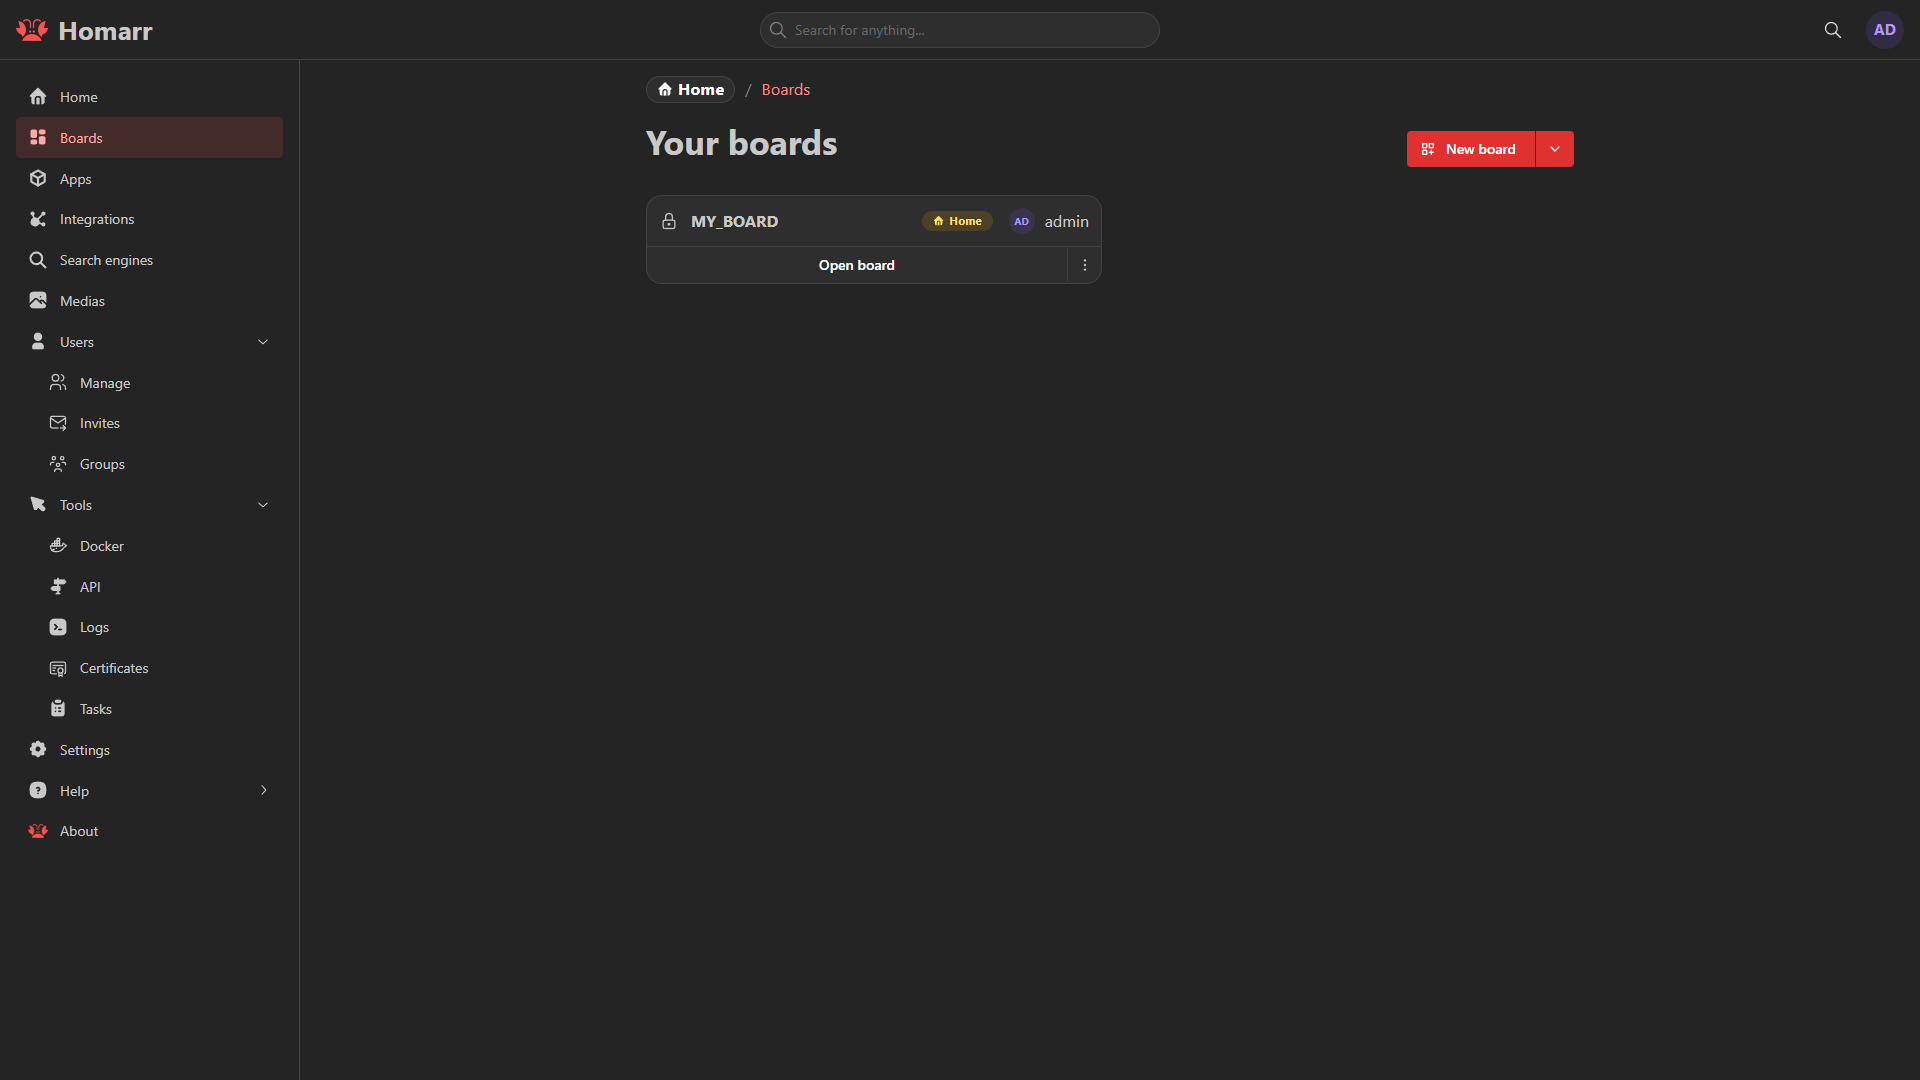 Homarr
Search for anything...
AD
Home
Boards
Apps
Integrations
Search engines
Medias
Users
Manage
Invites
Groups
Tools
Docker
API
Logs
Certificates
Tasks
Settings
Help
About
Home / Boards
Your boards
New board
MY_BOARD Home AD admin
Open board